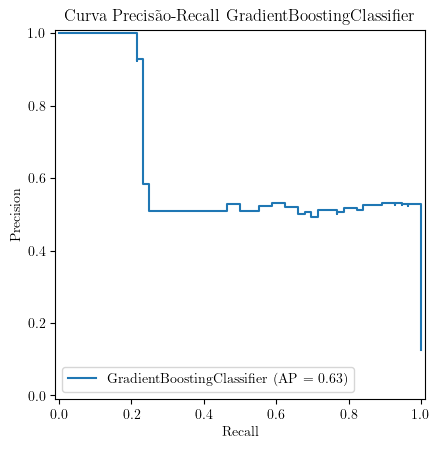 Curva Precisão-Recall GradientBoostingClassifier
1.0
0.8
0.6
0.4
0.2
0.0
Precision
GradientBoostingClassifier (AP = 0.63)
0.0 0.2 0.4 0.6 0.8 1.0
Recall